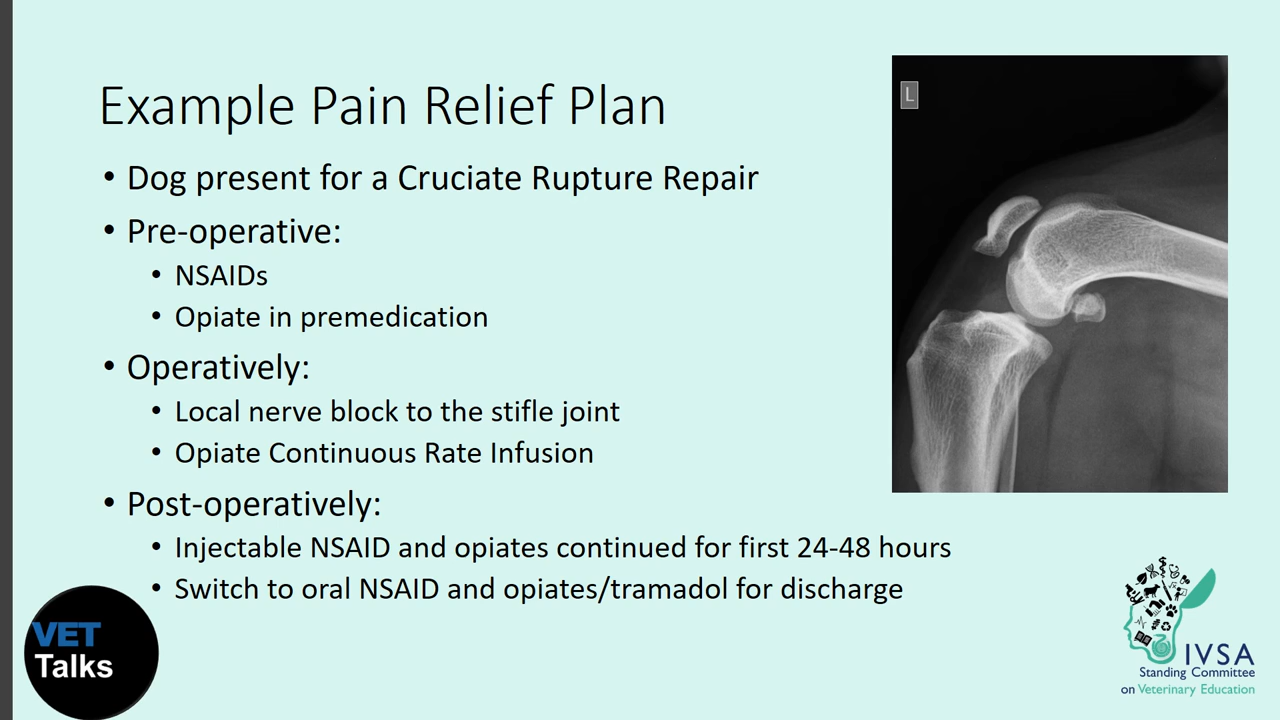 Example Pain Relief Plan
• Dog present for a Cruciate Rupture Repair
• Pre-operative:
• NSAIDs
• Opiate in premedication
• Operatively:
• Local nerve block to the stifle joint
• Opiate Continuous Rate Infusion
• Post-operatively:
• Injectable NSAID and opiates continued for first 24-48 hours
• Switch to oral NSAID and opiates/tramadol for discharge
L
VET
Talks
IVSA
Standing Committee
on Veterinary Education